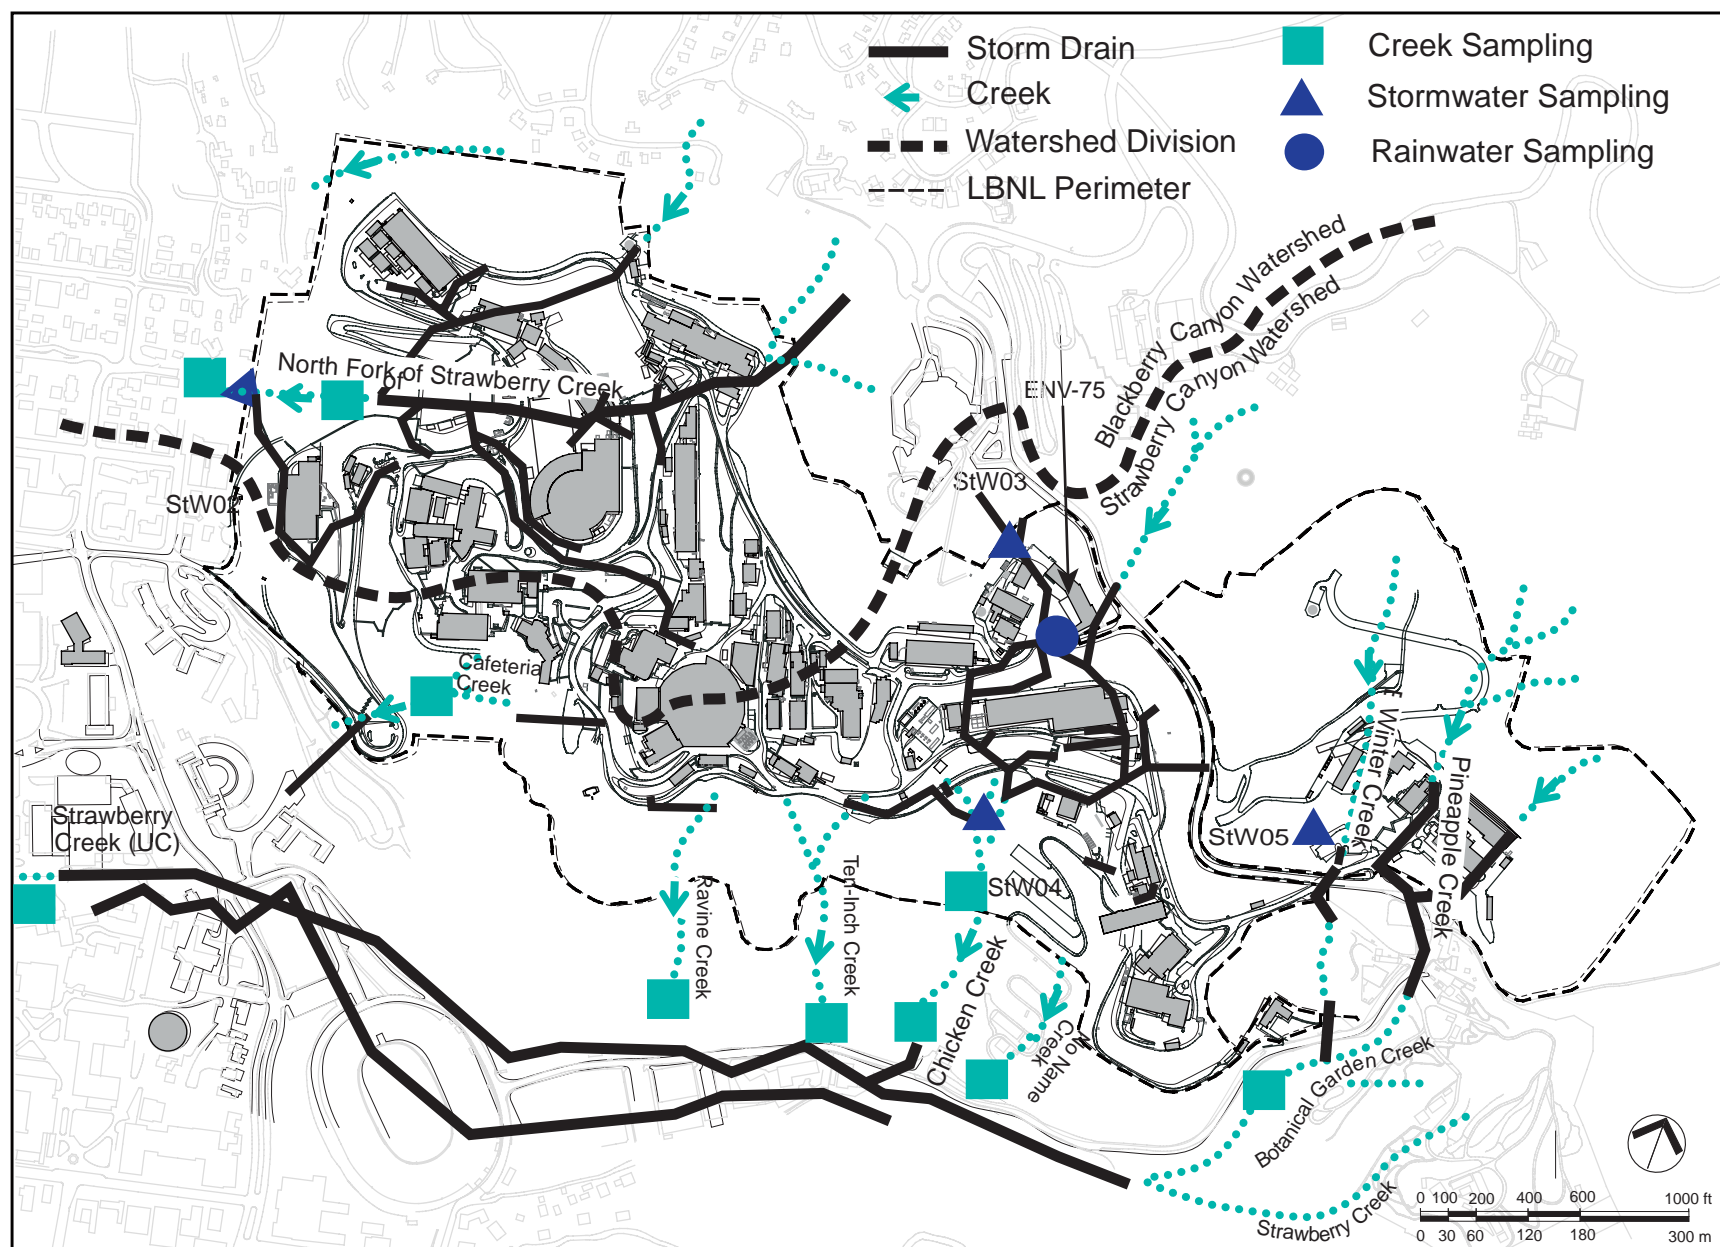 Storm Drain
Creek
Watershed Division
LBNL Perimeter
Creek Sampling
Stormwater Sampling
Rainwater Sampling
Blackberry Canyon Watershed
Strawberry Canyon Watershed
North Fork of Strawberry Creek
of
ENV-75
StW03
StW02
Cafeteria
Creek
Winter Creek
Pineapple Creek
StW05
Strawberry
Creek (UC)
StW04
Ravine Creek
Ten-Inch Creek
Chicken Creek
No Name
Creek
Botanical Garden Creek
Strawberry Creek
0 100 200 400 600 1000 ft
0 30 60 120 180 300 m